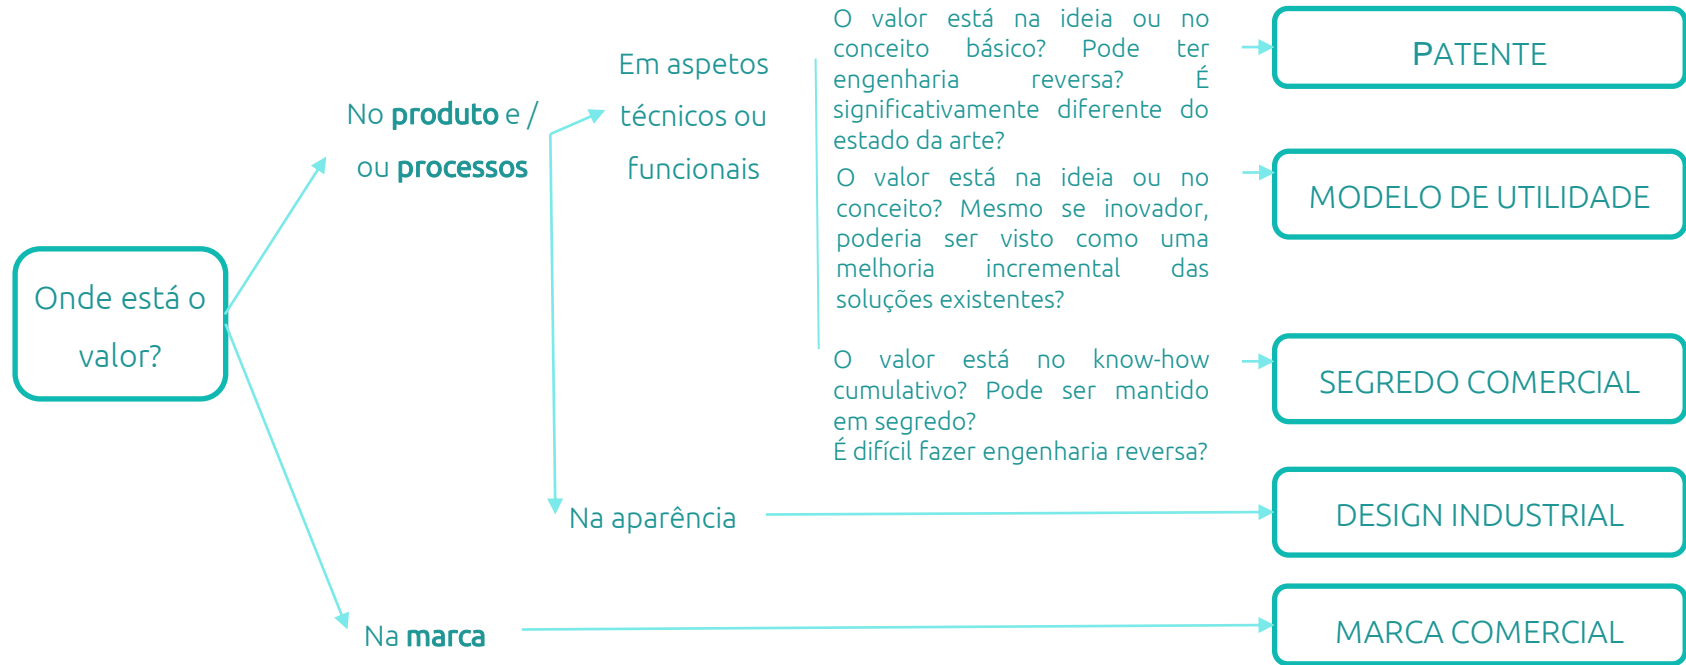 Onde está o
valor?
No produto e /
ou processos
Em aspetos
técnicos ou
funcionais
O valor está na ideia ou no
conceito básico? Pode ter
engenharia reversa? É
significativamente diferente do
estado da arte?
PATENTE
O valor está na ideia ou no
conceito? Mesmo se inovador,
poderia ser visto como uma
melhoria incremental das
soluções existentes?
MODELO DE UTILIDADE
O valor está no know-how
cumulativo? Pode ser mantido
em segredo?
É difícil fazer engenharia reversa?
SEGREDO COMERCIAL
Na aparência
DESIGN INDUSTRIAL
Na marca
MARCA COMERCIAL